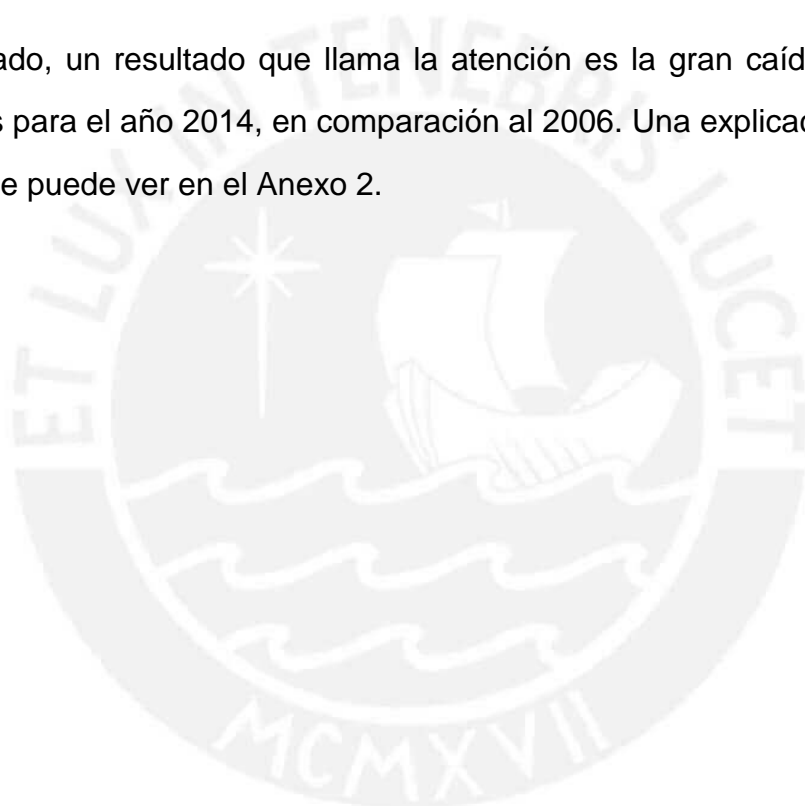 ado, un resultado que llama la atención es la gran caíd
s para el año 2014, en comparación al 2006. Una explica
e puede ver en el Anexo 2.
ET LUX IN TENEBRIS LUCET
MCMXVII